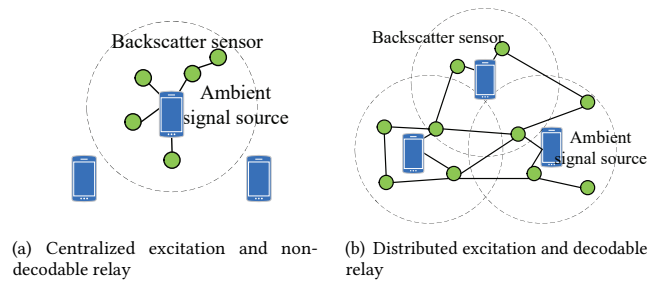 Backscatter sensor
Ambient
signal source
(a) Centralized excitation and non-
decodable relay
Backscatter sensor
Ambient
signal source
(b) Distributed excitation and decodable
relay